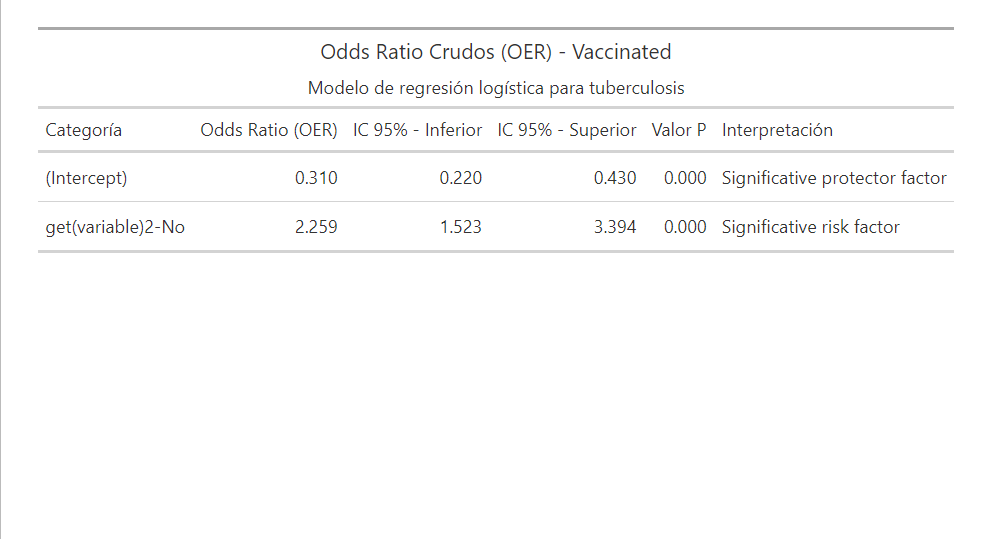 Odds Ratio Crudos (OER) - Vaccinated
Modelo de regresión logística para tuberculosis
Categoría Odds Ratio (OER) IC 95% - Inferior IC 95% - Superior Valor P Interpretación
(Intercept) 0.310 0.220 0.430 0.000 Significative protector factor
get(variable)2-No 2.259 1.523 3.394 0.000 Significative risk factor